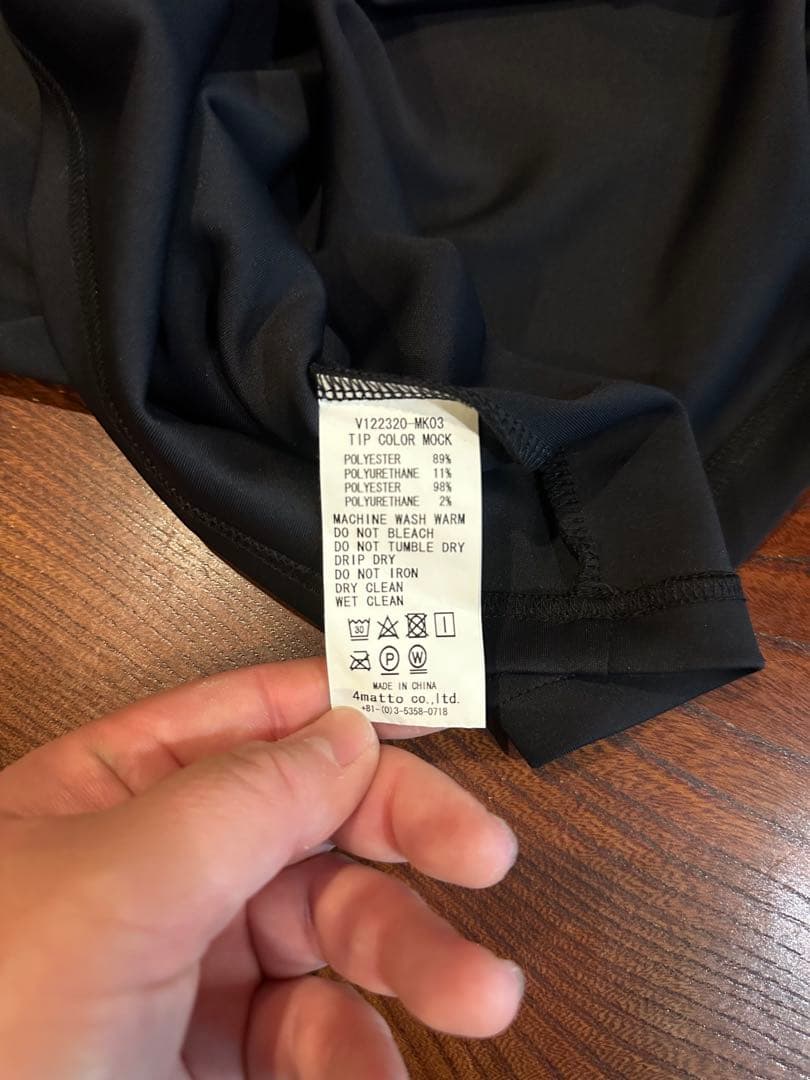 V122320-MK03
TIP COLOR MOCK
POLYESTER 89%
POLYURETHANE 11%
POLYESTER 98%
POLYURETHANE 2%
MACHINE WASH WARM
DO NOT BLEACH
DO NOT TUMBLE DRY
DRIP DRY
DO NOT IRON
DRY CLEAN
WET CLEAN
30
P W
MADE IN CHINA
4matto co.,ltd.
+81-(0)3-5358-0718